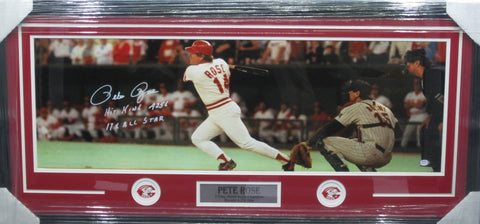 ROSE
14
Pete Rose
Hit King 4256
17x ALL STAR
PETE ROSE